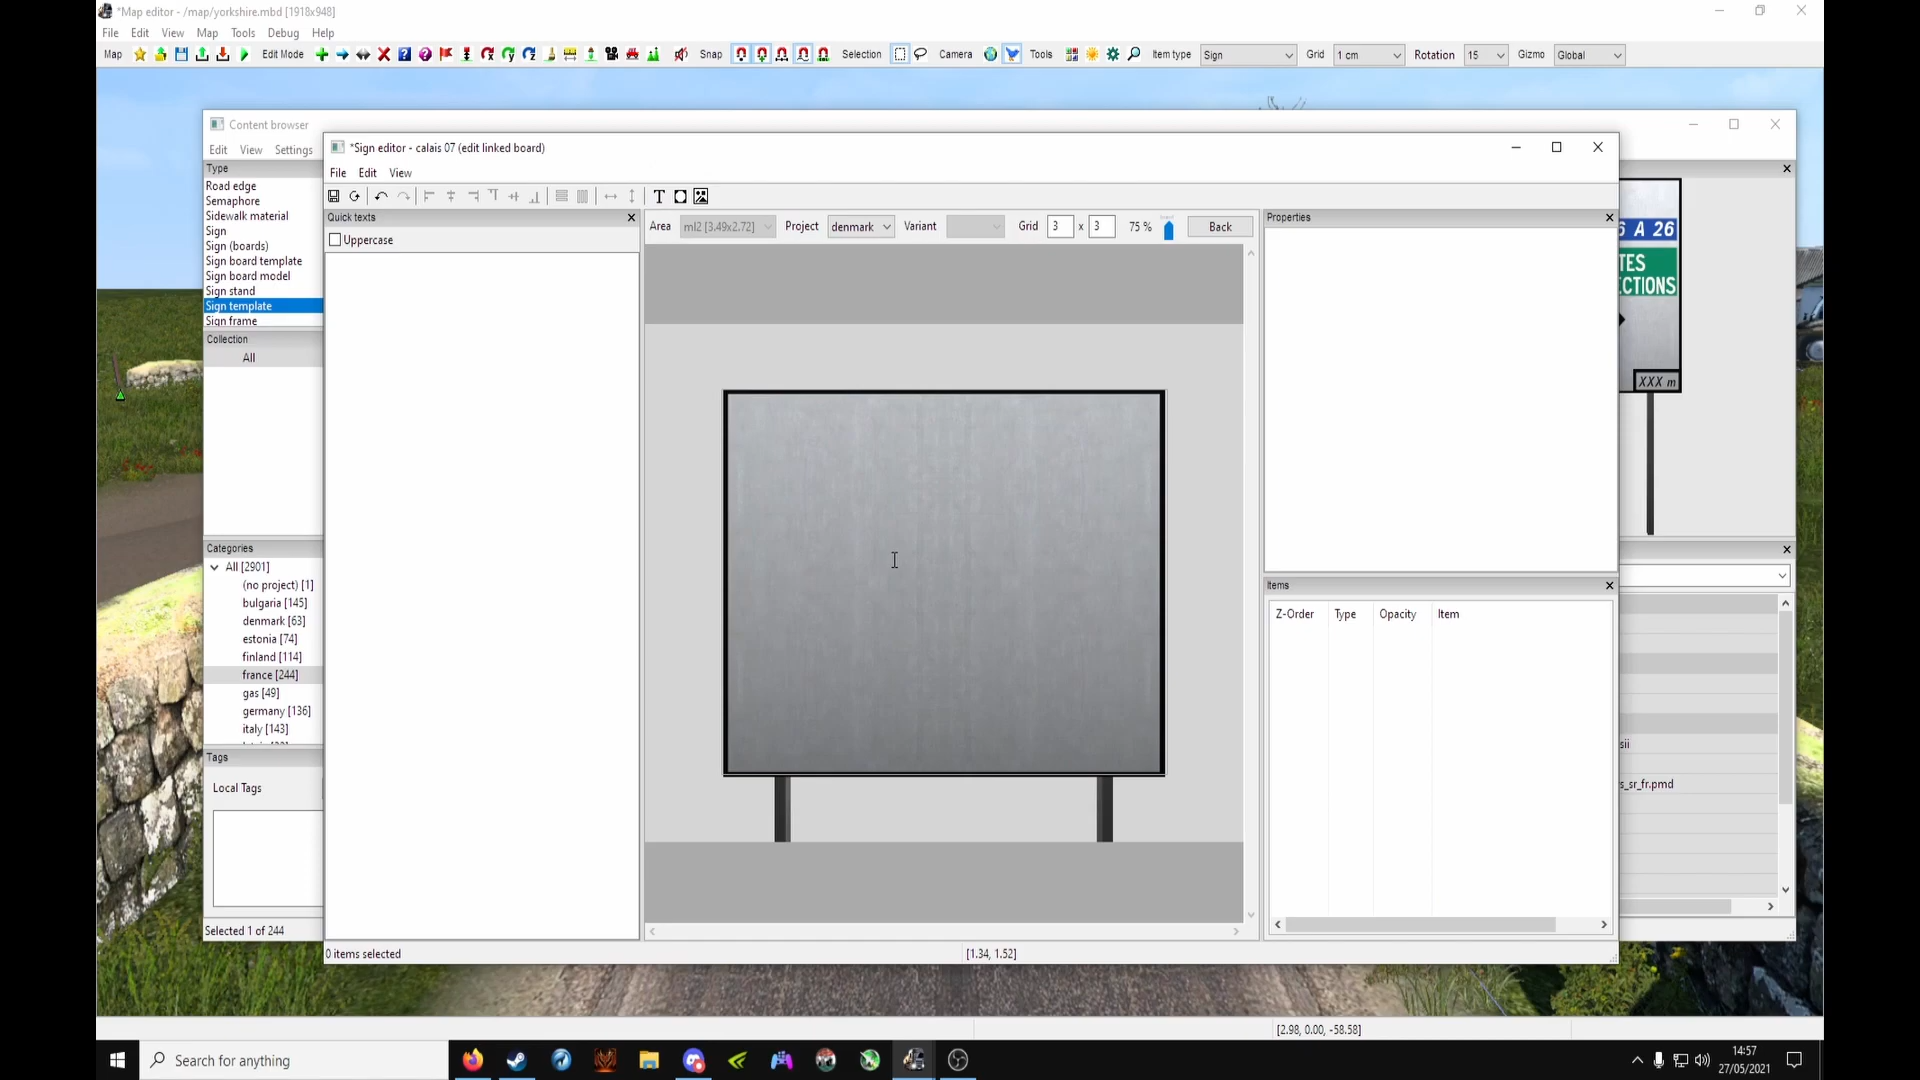 *Map editor - /map/yorkshire.mbd [1918x948]
File Edit View Map Tools Debug Help
Map Edit Mode Snap Selection Camera Tools Item type Sign Grid 1 cm Rotation 15 Gizmo Global
Content browser
Edit View Settings
*Sign editor - calais 07 (edit linked board)
File Edit View
Type
Road edge
Semaphore
Sidewalk material
Sign
Sign (boards)
Sign board template
Sign board model
Sign stand
Sign template
Sign frame
Collection
All
Categories
All [2901]
(no project) [1]
bulgaria [145]
denmark [63]
estonia [74]
finland [114]
france [244]
gas [49]
germany [136]
italy [143]
Tags
Local Tags
Selected 1 of 244
Quick texts
Uppercase
Area ml2 [3.49x2.72] Project denmark Variant Grid 3 x 3 75 % Back
Properties
Items
Z-Order Type Opacity Item
0 items selected
[1.34, 1.52]
6 A 26
TES
ECTIONS
XXX m
sii
s_sr_fr.pmd
[2.98, 0.00, -58.58]
Search for anything
14:57
27/05/2021